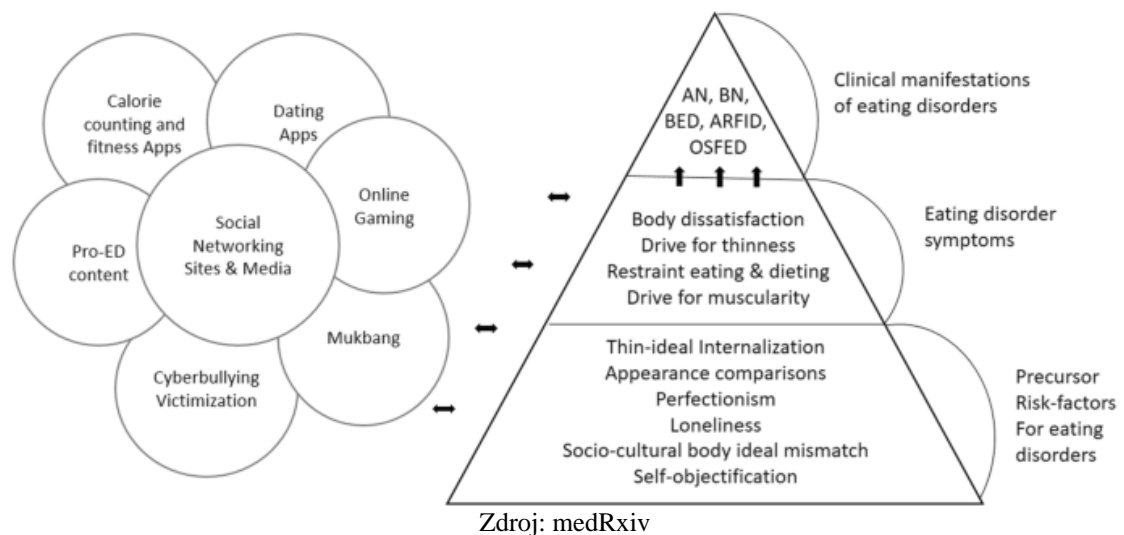 Calorie
counting and
fitness Apps
Dating
Apps
Online
Gaming
Social
Networking
Sites & Media
Pro-ED
content
Mukbang
Cyberbullying
Victimization
AN, BN,
BED, ARFID,
OSFED
Clinical manifestations
of eating disorders
Body dissatisfaction
Drive for thinness
Restraint eating & dieting
Drive for muscularity
Eating disorder
symptoms
Thin-ideal Internalization
Appearance comparisons
Perfectionism
Loneliness
Socio-cultural body ideal mismatch
Self-objectification
Precursor
Risk-factors
For eating
disorders
Zdroj: medRxiv